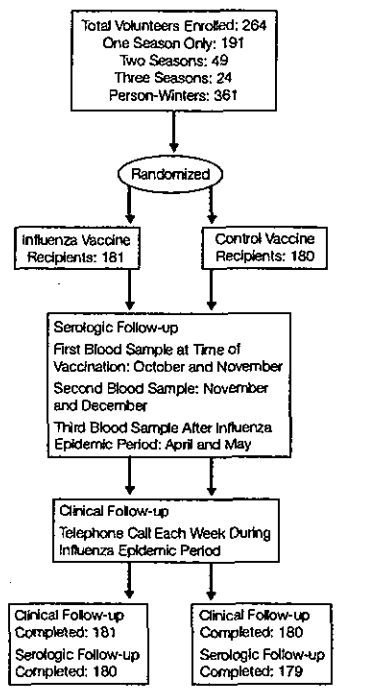 Total Volunteers Enrolled: 264
One Season Only: 191
Two Seasons: 49
Three Seasons: 24
Person-Winters: 361
Randomized
Influenza Vaccine
Recipients: 181
Control Vaccine
Recipients: 180
Serologic Follow-up
First Blood Sample at Time of
Vaccination: October and November
Second Blood Sample: November
and December
Third Blood Sample After Influenza
Epidemic Period: April and May
Clinical Follow-up
Telephone Call Each Week During
Influenza Epidemic Period
Clinical Follow-up
Completed: 181
Serologic Follow-up
Completed: 180
Clinical Follow-up
Completed: 180
Serologic Follow-up
Completed: 179